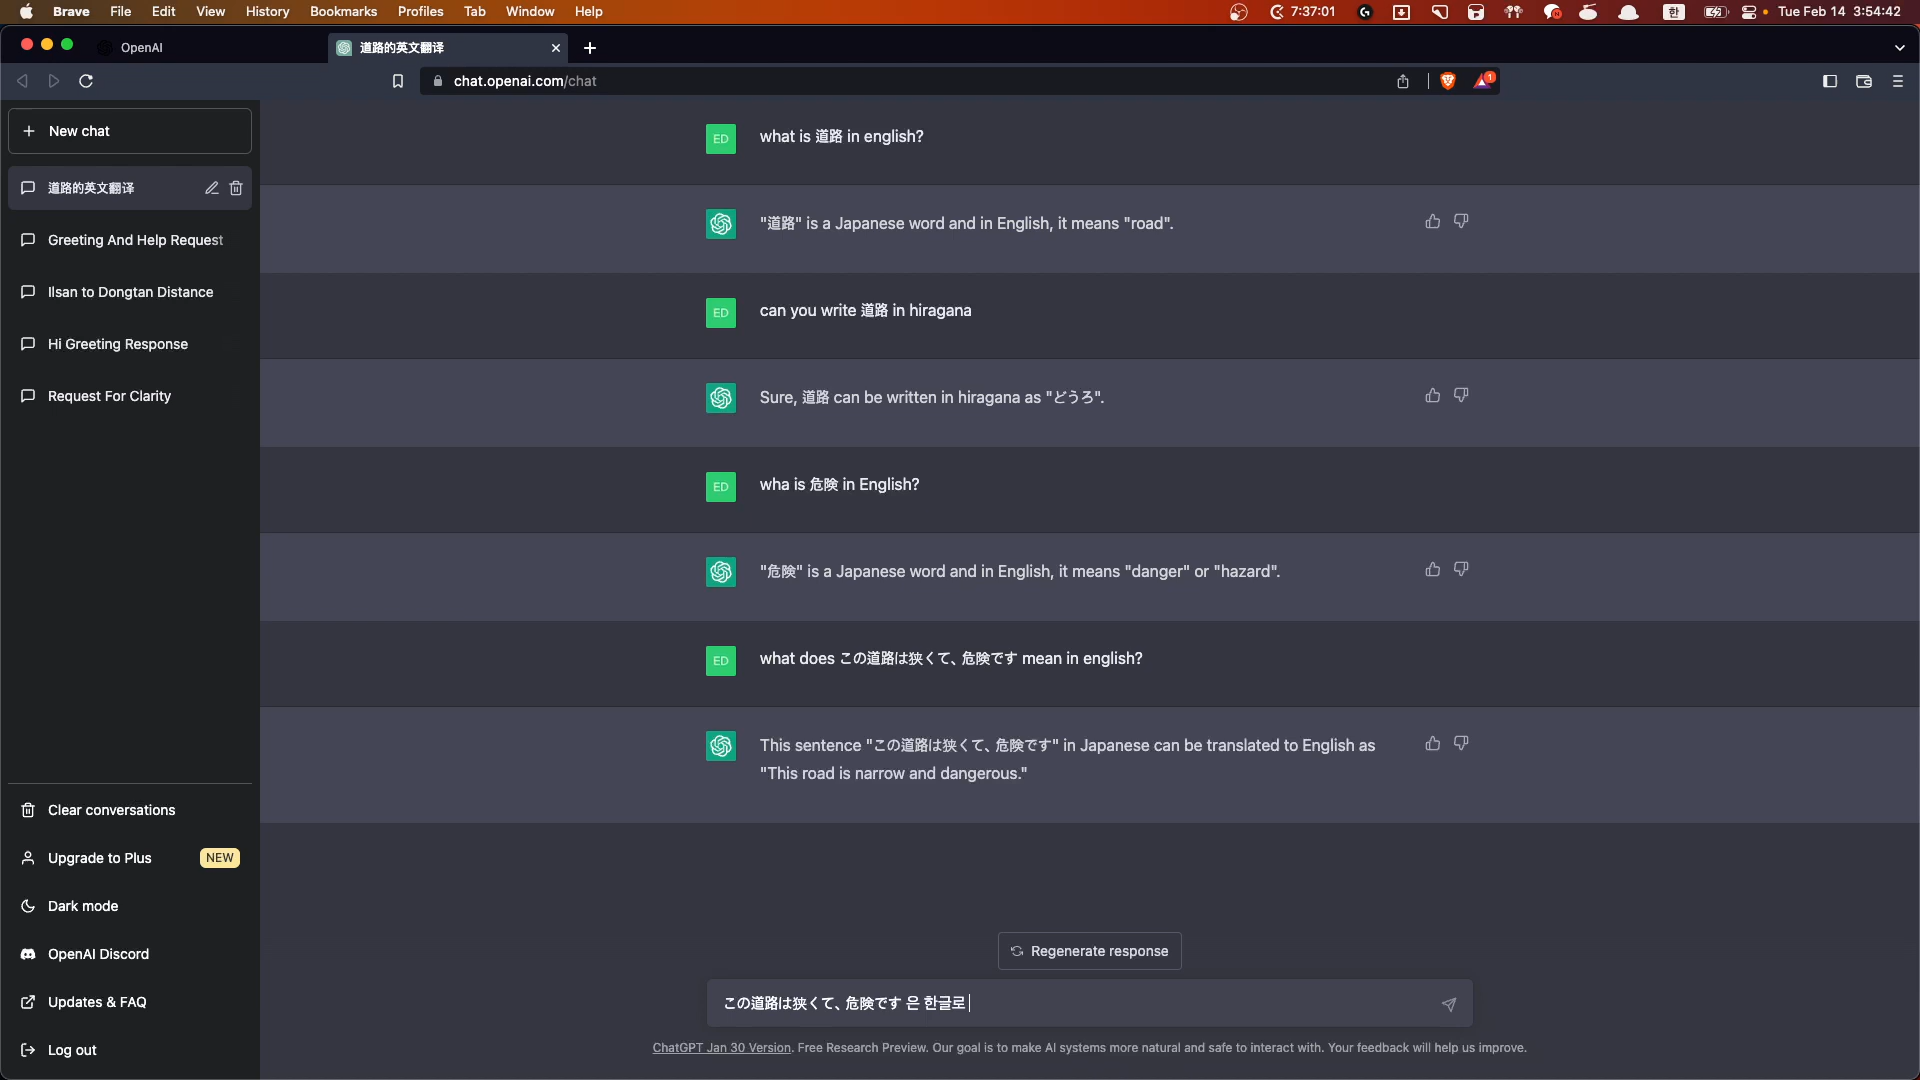 Brave File Edit View History Bookmarks Profiles Tab Window Help 7:37:01 한 Tue Feb 14 3:54:42
OpenAI 道路的英文翻译
chat.openai.com/chat 1
New chat
道路的英文翻译
Greeting And Help Request
Ilsan to Dongtan Distance
Hi Greeting Response
Request For Clarity
Clear conversations
Upgrade to Plus NEW
Dark mode
OpenAI Discord
Updates & FAQ
Log out
ED what is 道路 in english?
"道路" is a Japanese word and in English, it means "road".
ED can you write 道路 in hiragana
Sure, 道路 can be written in hiragana as "どうろ".
ED wha is 危険 in English?
"危険" is a Japanese word and in English, it means "danger" or "hazard".
ED what does この道路は狭くて、危険です mean in english?
This sentence "この道路は狭くて、危険です" in Japanese can be translated to English as
"This road is narrow and dangerous."
Regenerate response
この道路は狭くて、危険です 은 한글로
ChatGPT Jan 30 Version. Free Research Preview. Our goal is to make AI systems more natural and safe to interact with. Your feedback will help us improve.